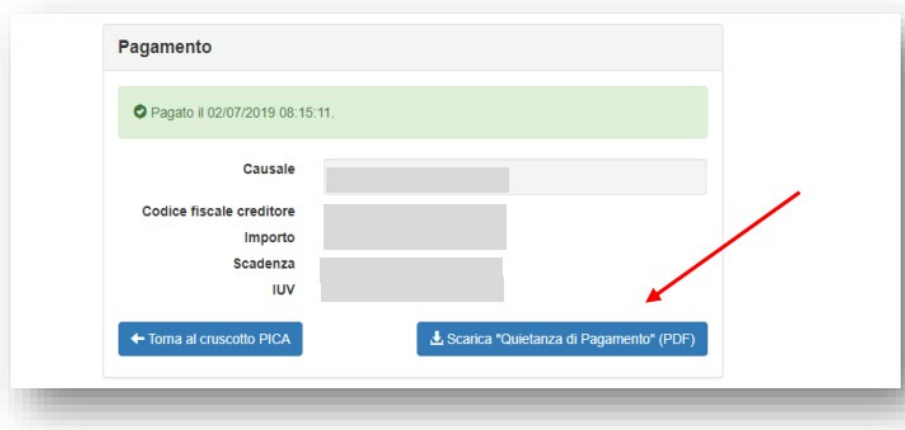 Pagamento
Pagato il 02/07/2019 08:15:11.
Causale
Codice fiscale creditore
Importo
Scadenza
IUV
Torna al cruscotto PICA
Scarica "Quietanza di Pagamento" (PDF)